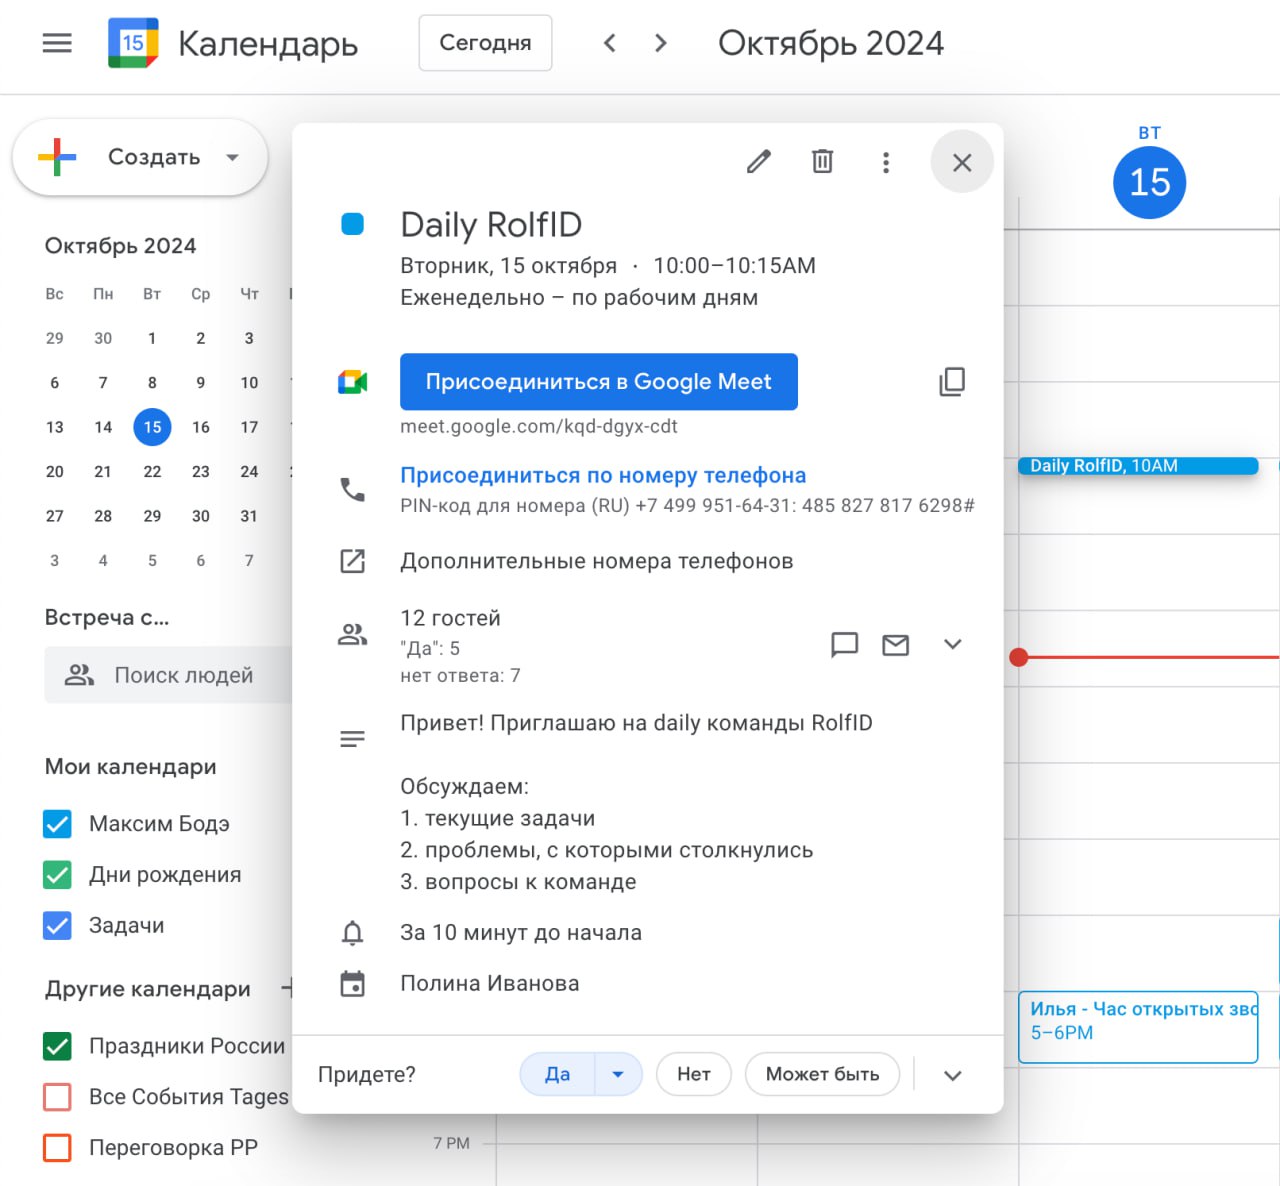 15
Календарь
Сегодня
Октябрь 2024
Создать
Октябрь 2024
Вс Пн Вт Ср Чт
29 30 1 2 3
6 7 8 9 10
13 14 15 16 17
20 21 22 23 24
27 28 29 30 31
3 4 5 6 7
Встреча с...
Поиск людей
Мои календари
Максим Бодэ
Дни рождения
Задачи
Другие календари
Праздники России
Все События Tages
Переговорка РР
Daily RolfID
Вторник, 15 октября · 10:00–10:15AM
Еженедельно – по рабочим дням
Присоединиться в Google Meet
meet.google.com/kqd-dgyx-cdt
Присоединиться по номеру телефона
PIN-код для номера (RU) +7 499 951-64-31: 485 827 817 6298#
Дополнительные номера телефонов
12 гостей
"Да": 5
нет ответа: 7
Привет! Приглашаю на daily команды RolfID
Обсуждаем:
1. текущие задачи
2. проблемы, с которыми столкнулись
3. вопросы к команде
За 10 минут до начала
Полина Иванова
Придете?
Да
Нет
Может быть
7 PM
ВТ
15
Daily RolfID, 10AM
Илья - Час открытых зво
5–6PM